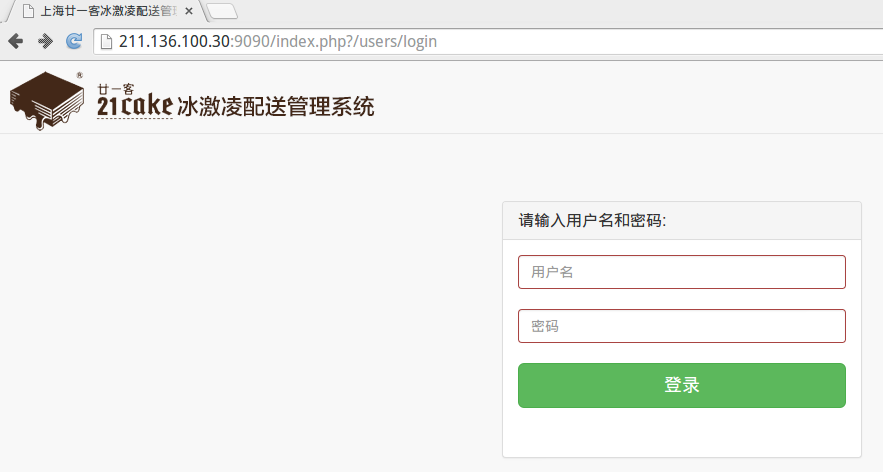 上海廿一客冰激凌配送管理
211.136.100.30:9090/index.php?/users/login
®
廿一客
21cake 冰激凌配送管理系统
请输入用户名和密码:
用户名
密码
登录